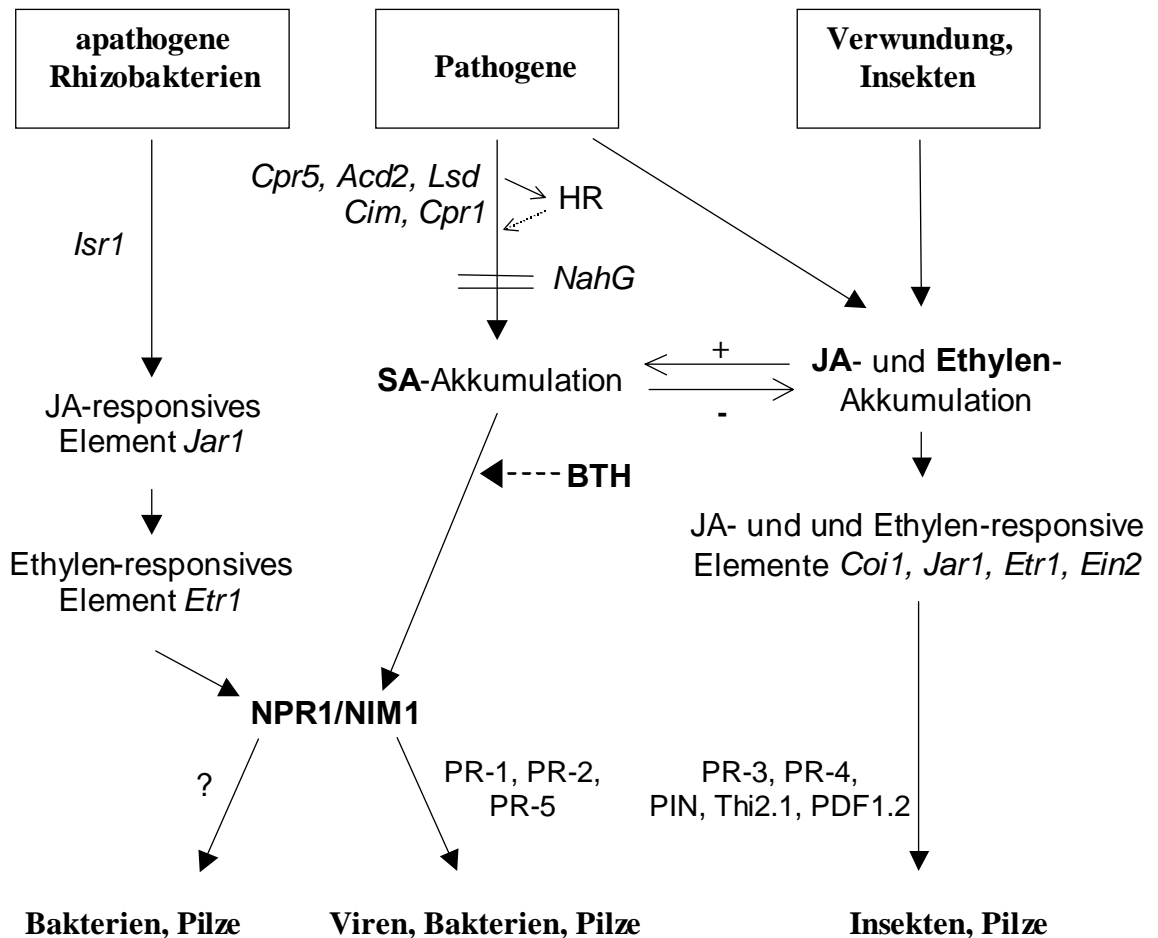 apathogene
Rhizobakterien
Pathogene
Verwundung,
Insekten
Cpr5, Acd2, Lsd
Cim, Cpr1
HR
Isr1
NahG
SA-Akkumulation
+
-
JA- und Ethylen-
Akkumulation
JA-responsives
Element Jar1
BTH
JA- und und Ethylen-responsive
Elemente Coi1, Jar1, Etr1, Ein2
Ethylen-responsives
Element Etr1
NPR1/NIM1
?
PR-1, PR-2,
PR-5
PR-3, PR-4,
PIN, Thi2.1, PDF1.2
Bakterien, Pilze
Viren, Bakterien, Pilze
Insekten, Pilze